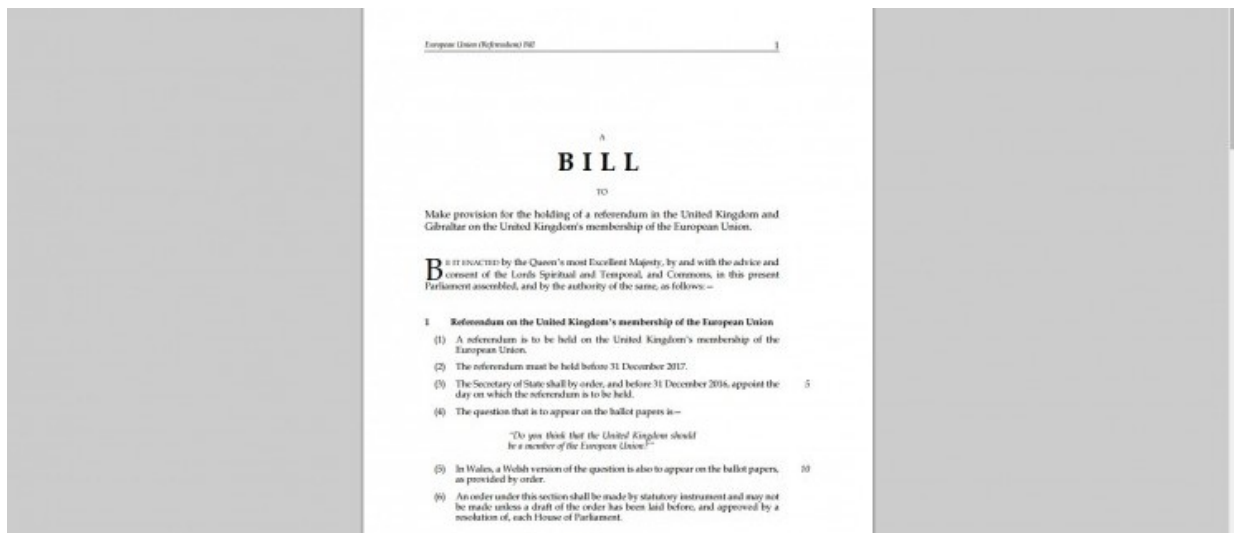 European Union (Referendum) Bill 1
A
BILL
TO
Make provision for the holding of a referendum in the United Kingdom and
Gibraltar on the United Kingdom's membership of the European Union.
BE IT ENACTED by the Queen's most Excellent Majesty, by and with the advice and
consent of the Lords Spiritual and Temporal, and Commons, in this present
Parliament assembled, and by the authority of the same, as follows:—
1 Referendum on the United Kingdom's membership of the European Union
(1) A referendum is to be held on the United Kingdom's membership of the
European Union.
(2) The referendum must be held before 31 December 2017.
(3) The Secretary of State shall by order, and before 31 December 2016, appoint the 5
day on which the referendum is to be held.
(4) The question that is to appear on the ballot papers is—
"Do you think that the United Kingdom should
be a member of the European Union?"
(5) In Wales, a Welsh version of the question is also to appear on the ballot papers, 10
as provided by order.
(6) An order under this section shall be made by statutory instrument and may not
be made unless a draft of the order has been laid before, and approved by a
resolution of, each House of Parliament.